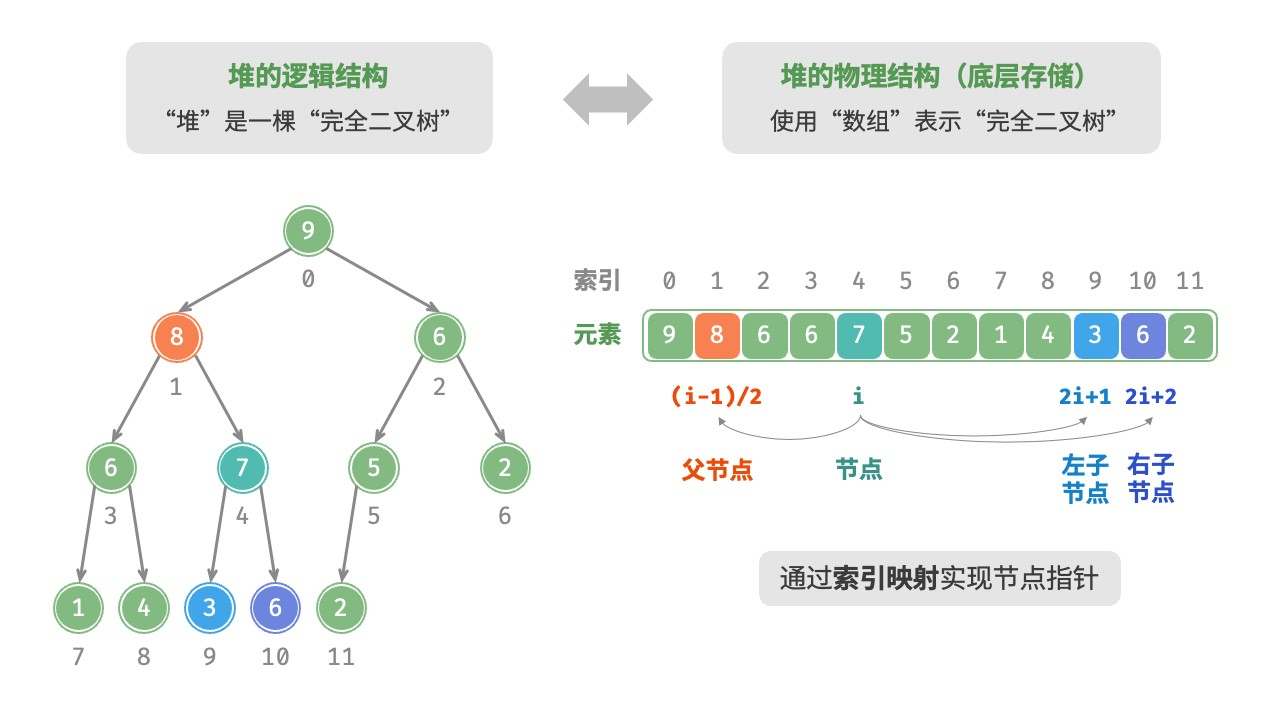 堆的逻辑结构
“堆”是一棵“完全二叉树”
堆的物理结构（底层存储）
使用“数组”表示“完全二叉树”
9
0
8
6
1
2
6
7
5
2
3
4
5
6
1
4
3
6
2
7
8
9
10
11
索引 0 1 2 3 4 5 6 7 8 9 10 11
元素 9 8 6 6 7 5 2 1 4 3 6 2
(i-1)/2
i
2i+1
2i+2
父节点
节点
左子
节点
右子
节点
通过索引映射实现节点指针